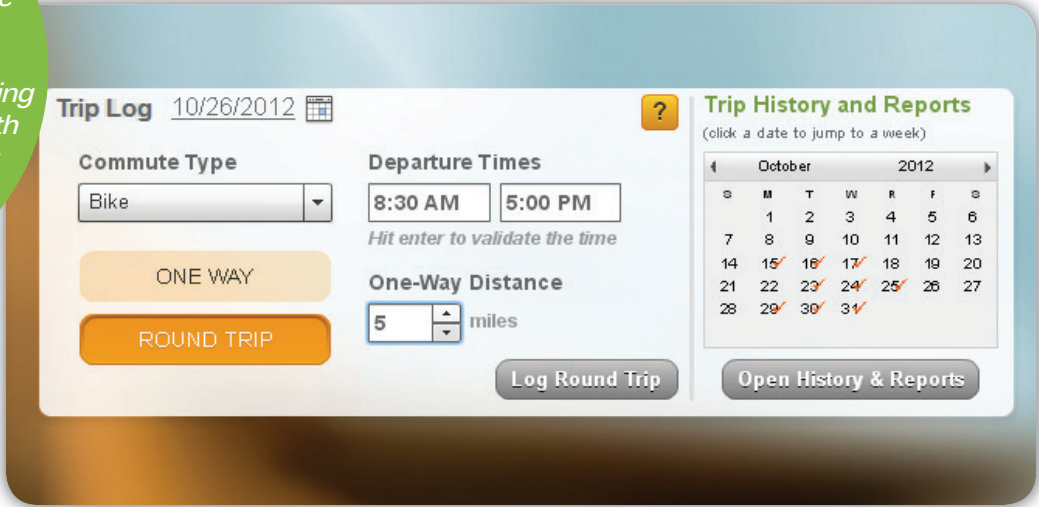 ing
Trip Log 10/26/2012
?
Commute Type
Bike
ONE WAY
ROUND TRIP
Departure Times
8:30 AM 5:00 PM
Hit enter to validate the time
One-Way Distance
5 miles
Log Round Trip
Trip History and Reports
(click a date to jump to a week)
October 2012
S M T W R F S
1 2 3 4 5 6
7 8 9 10 11 12 13
14 15 16 17 18 19 20
21 22 23 24 25 26 27
28 29 30 31
Open History & Reports